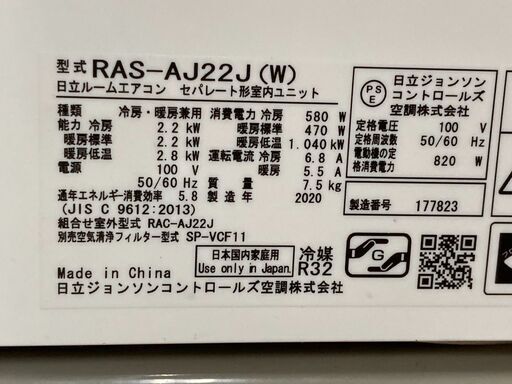 型式 RAS-AJ22J(W)
日立ルームエアコン セパレート形室内ユニット
種類 冷房・暖房兼用 消費電力 冷房 580 W
能力 冷房 2.2 kW 暖房標準 470 W
暖房標準 2.2 kW 暖房低温 1.040 kW
暖房低温 2.8 kW 運転電流 冷房 6.8 A
電源 100 V 暖房 5.5 A
50/60 Hz 質量 7.5 kg
通年エネルギー消費効率 5.8 製造年 2020
(JIS C 9612:2013)
組合せ室外型式 RAC-AJ22J
別売空気清浄フィルター型式 SP-VCF11
日本国内家庭用
Use only in Japan.
冷媒
R32
Made in China
日立ジョンソンコントロールズ空調株式会社
PS
E
日立ジョンソン
コントロールズ
空調株式会社
定格電圧 100 V
定格周波数 50/60 Hz
電動機の定
格消費電力 820 W
製造番号 177823
G